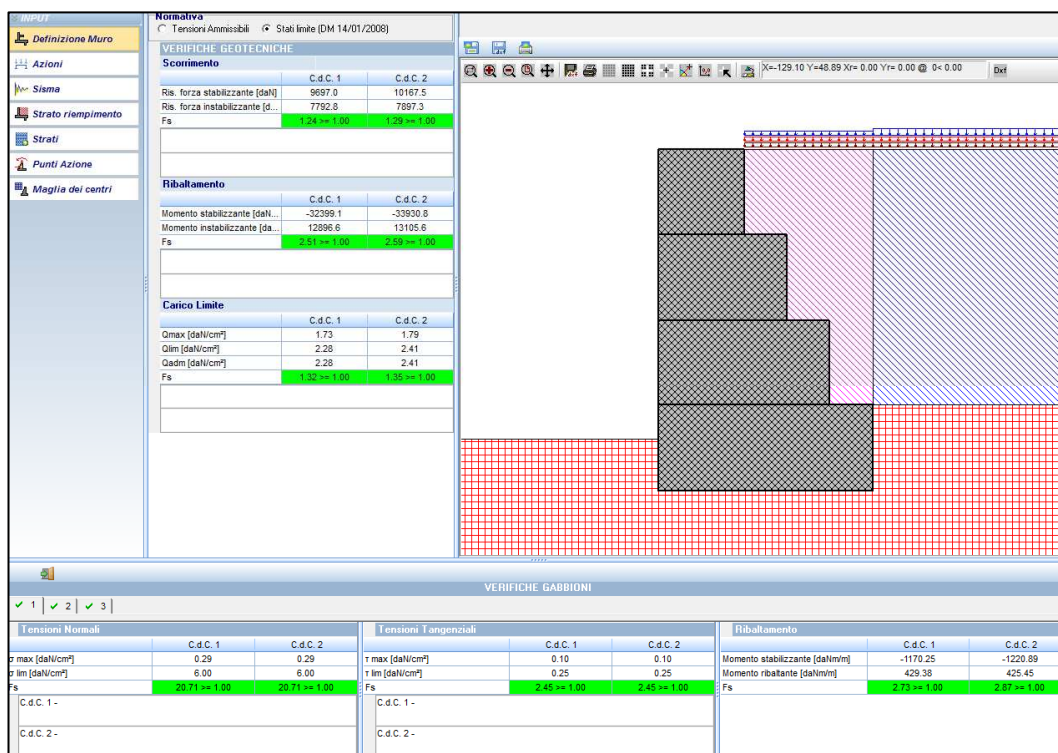 INPUT
Definizione Muro
Azioni
Sisma
Strato riempimento
Strati
Punti Azione
Maglia dei centri
Normativa
Tensioni Ammissibili Stati limite (DM 14/01/2008)
VERIFICHE GEOTECNICHE
Scorrimento
C.d.C. 1 C.d.C. 2
Ris. forza stabilizzante [daN] 9697.0 10167.5
Ris. forza instabilizzante [d... 7792.8 7897.3
Fs 1.24 >= 1.00 1.29 >= 1.00
Ribaltamento
C.d.C. 1 C.d.C. 2
Momento stabilizzante [daN... -32399.1 -33930.8
Momento instabilizzante [da... 12896.6 13105.6
Fs 2.51 >= 1.00 2.59 >= 1.00
Carico Limite
C.d.C. 1 C.d.C. 2
Qmax [daN/cm²] 1.73 1.79
Qlim [daN/cm²] 2.28 2.41
Qadm [daN/cm²] 2.28 2.41
Fs 1.32 >= 1.00 1.35 >= 1.00
X=-129.10 Y=48.89 Xr= 0.00 Yr= 0.00 @ 0< 0.00 Dxf
VERIFICHE GABBIONI
1 2 3
Tensioni Normali
C.d.C. 1 C.d.C. 2
σ max [daN/cm²] 0.29 0.29
σ lim [daN/cm²] 6.00 6.00
Fs 20.71 >= 1.00 20.71 >= 1.00
C.d.C. 1 -
C.d.C. 2 -
Tensioni Tangenziali
C.d.C. 1 C.d.C. 2
τ max [daN/cm²] 0.10 0.10
τ lim [daN/cm²] 0.25 0.25
Fs 2.45 >= 1.00 2.45 >= 1.00
C.d.C. 1 -
C.d.C. 2 -
Ribaltamento
C.d.C. 1 C.d.C. 2
Momento stabilizzante [daNm/m] -1170.25 -1220.89
Momento ribaltante [daNm/m] 429.38 425.45
Fs 2.73 >= 1.00 2.87 >= 1.00